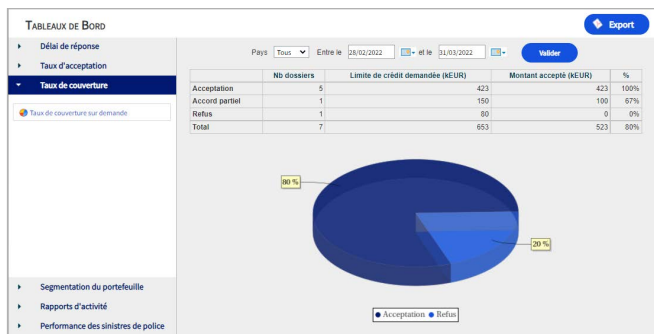 TABLEAUX DE BORD
Export
Délai de réponse
Taux d'acceptation
Taux de couverture
Taux de couverture sur demande
Segmentation du portefeuille
Rapports d'activité
Performance des sinistres de police
Pays Tous Entre le 28/02/2022 et le 31/03/2022 Valider
Nb dossiers Limite de crédit demandée (kEUR) Montant accepté (kEUR) %
Acceptation 5 423 423 100%
Accord partiel 1 150 100 67%
Refus 1 80 0 0%
Total 7 653 523 80%
80 %
20 %
Acceptation Refus